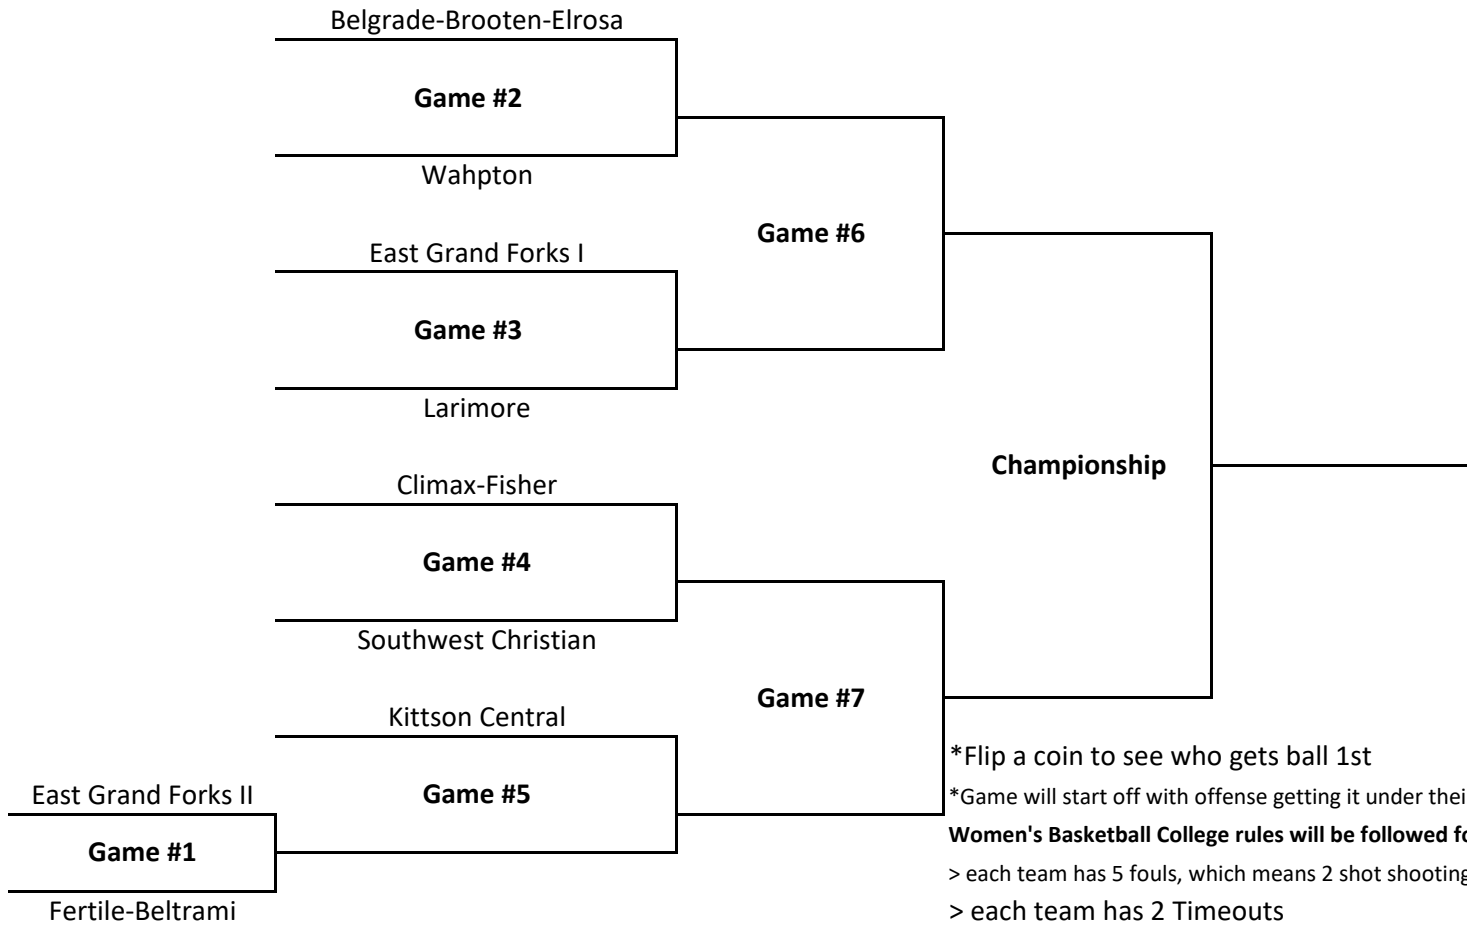 Belgrade-Brooten-Elrosa
Game #2
Wahpton
Game #6
East Grand Forks I
Game #3
Larimore
Championship
Climax-Fisher
Game #4
Southwest Christian
Game #7
Kittson Central
*Flip a coin to see who gets ball 1st
East Grand Forks II
Game #5
*Game will start off with offense getting it under
Women's Basketball College rules will be followed
Game #1
> each team has 5 fouls, which means 2 shot shooting
Fertile-Beltrami
> each team has 2 Timeouts